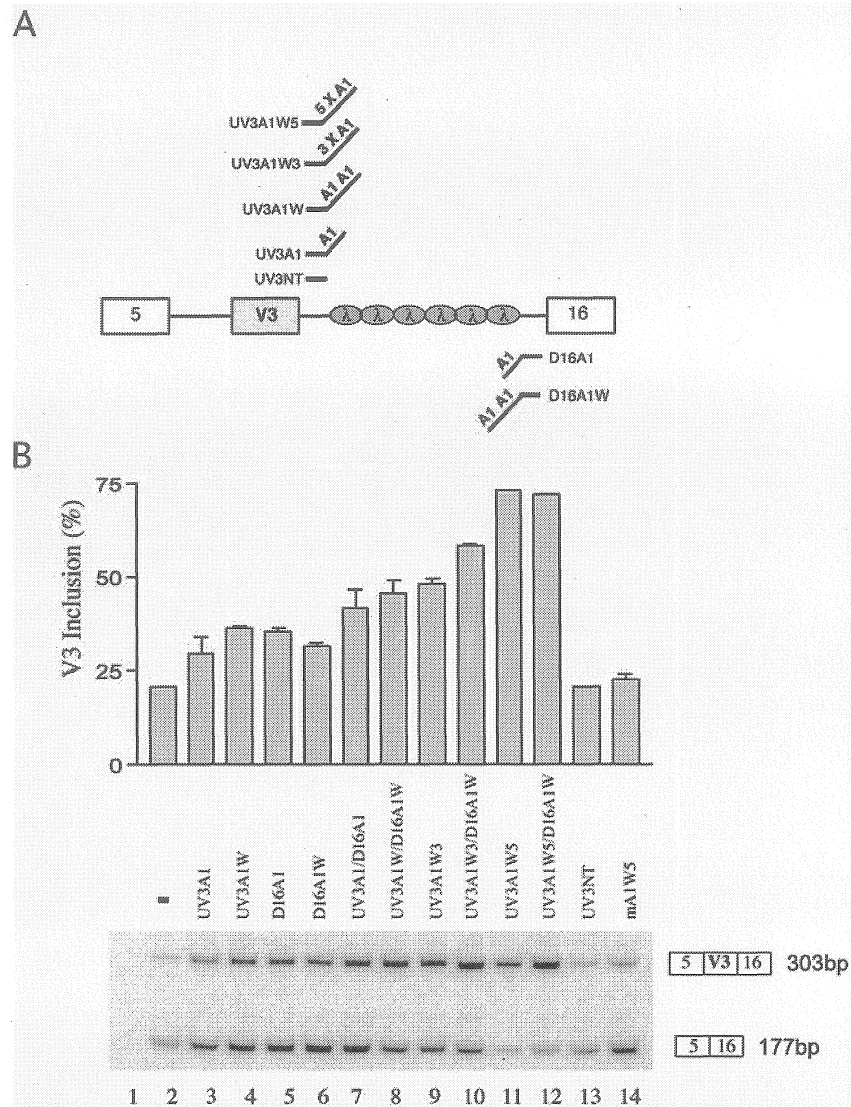 A
5 X A1
UV3A1W5
3 X A1
UV3A1W3
A1 A1
UV3A1W
A1
UV3A1
UV3NT
5 V3 λ λ λ λ λ λ 16
A1 D16A1
A1 A1 D16A1W
B
V3 Inclusion (%)
75
50
25
0
-
UV3A1
UV3A1W
D16A1
D16A1W
UV3A1/D16A1
UV3A1W/D16A1W
UV3A1W3
UV3A1W3/D16A1W
UV3A1W5
UV3A1W5/D16A1W
UV3NT
mA1W5
5 V3 16 303bp
5 16 177bp
1 2 3 4 5 6 7 8 9 10 11 12 13 14